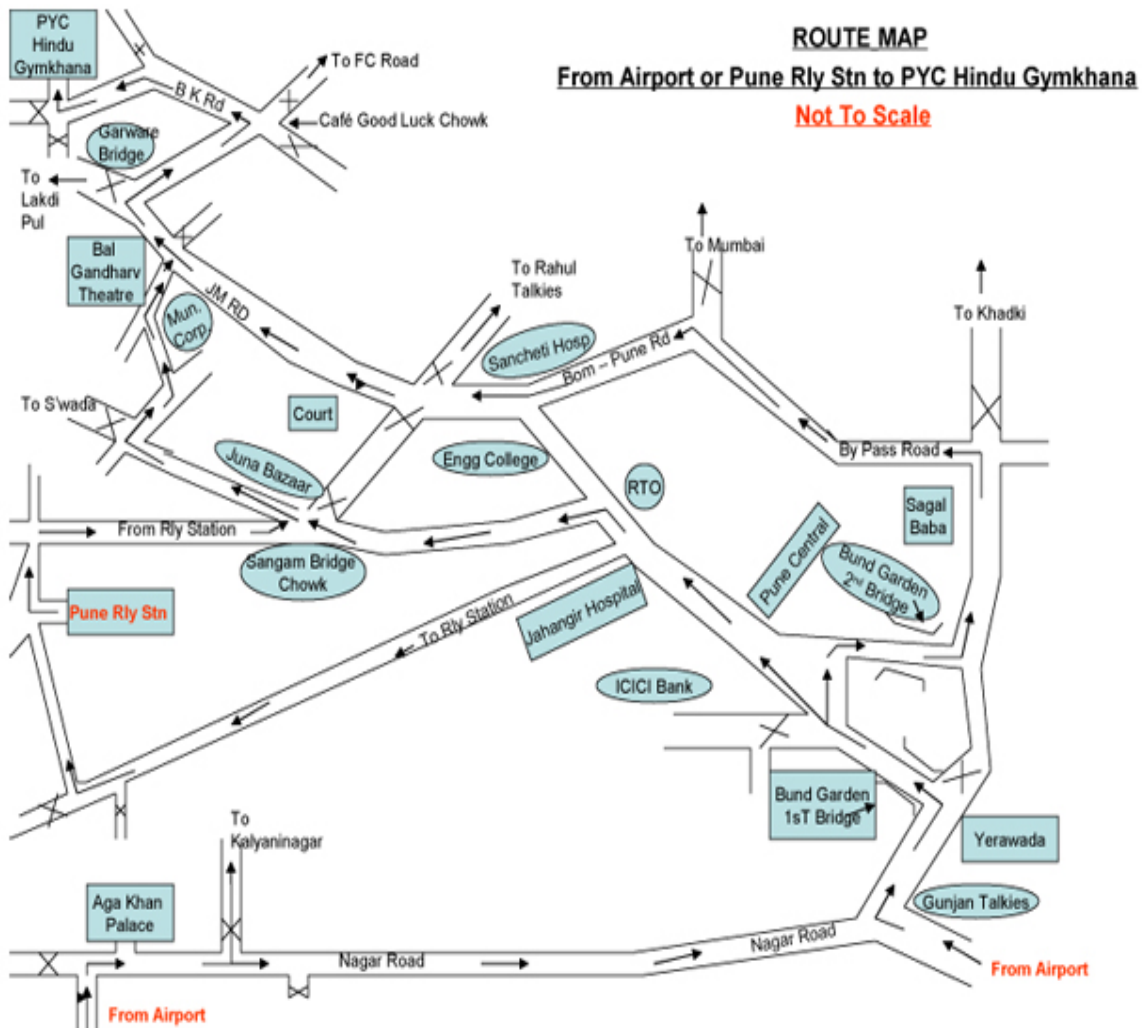 ROUTE MAP
From Airport or Pune Rly Stn to PYC Hindu Gymkhana
Not To Scale
PYC
Hindu
Gymkhana
To FC Road
B K Rd
Café Good Luck Chowk
Garware
Bridge
To
Lakdi
Pul
Bal
Gandharv
Theatre
Mun.
Corp.
JM RD
To Rahul
Talkies
To Mumbai
To Khadki
Sancheti Hosp
Bom – Pune Rd
To S'wada
Court
Juna Bazaar
Engg College
By Pass Road
RTO
Sagal
Baba
From Rly Station
Sangam Bridge
Chowk
Pune Central
Bund Garden
2nd Bridge
Pune Rly Stn
To Rly Station
Jahangir Hospital
ICICI Bank
Bund Garden
1sT Bridge
To
Kalyaninagar
Yerawada
Aga Khan
Palace
Gunjan Talkies
Nagar Road
Nagar Road
From Airport
From Airport